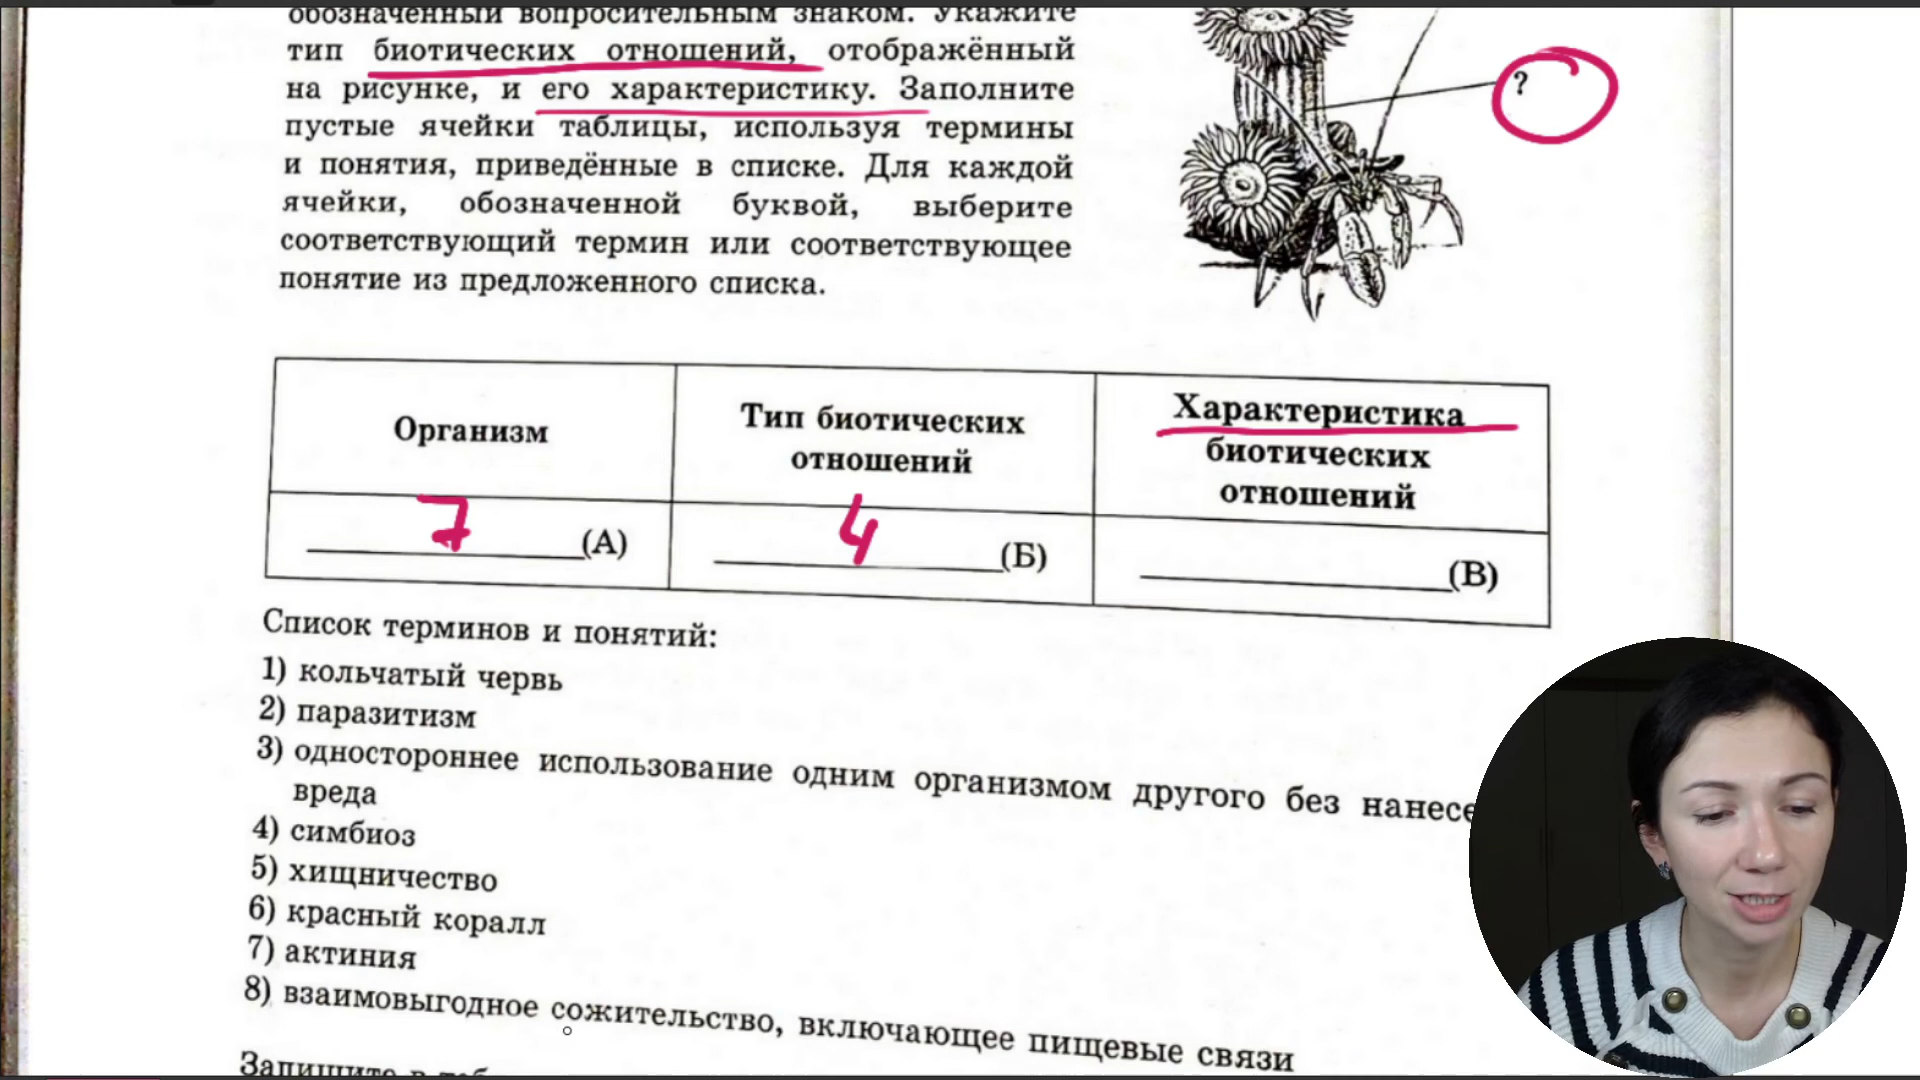 обозначенный вопросительным знаком. Укажите
тип биотических отношений, отображённый
на рисунке, и его характеристику. Заполните
пустые ячейки таблицы, используя термины
и понятия, приведённые в списке. Для каждой
ячейки, обозначенной буквой, выберите
соответствующий термин или соответствующее
понятие из предложенного списка.
?
Организм
Тип биотических
отношений
Характеристика
биотических
отношений
7 (А)
4 (Б)
(В)
Список терминов и понятий:
1) кольчатый червь
2) паразитизм
3) одностороннее использование одним организмом другого без нанесе
вреда
4) симбиоз
5) хищничество
6) красный коралл
7) актиния
8) взаимовыгодное сожительство, включающее пищевые связи
Запишите в